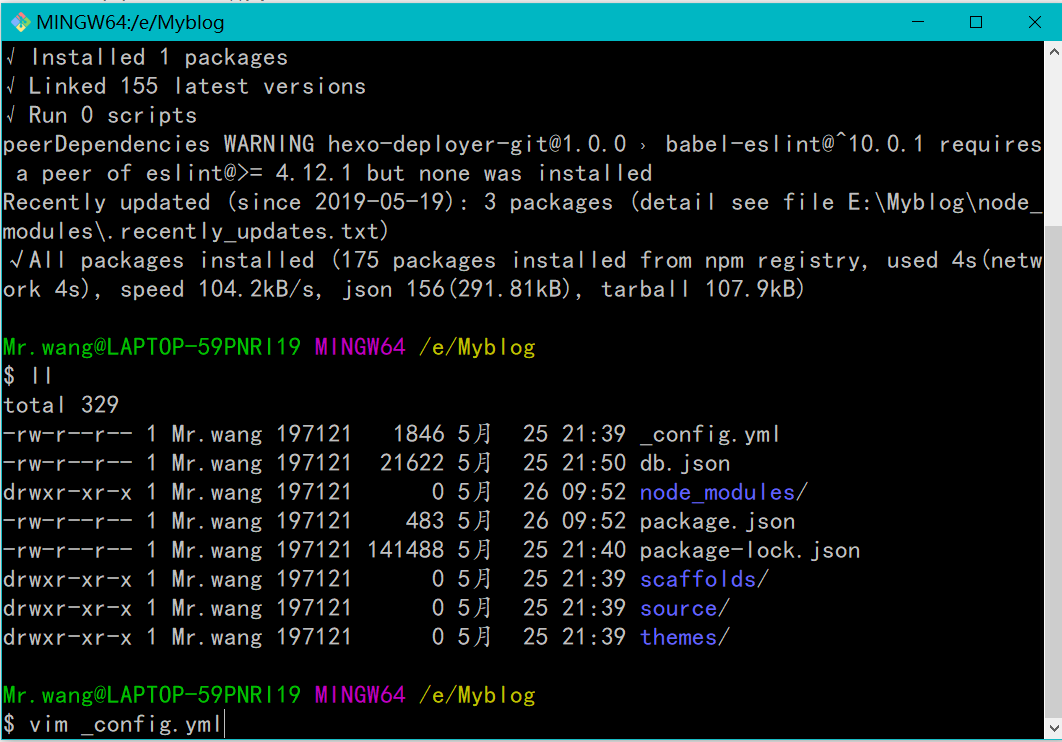 MINGW64:/e/Myblog
√ Installed 1 packages
√ Linked 155 latest versions
√ Run 0 scripts
peerDependencies WARNING hexo-deployer-git@1.0.0 › babel-eslint@^10.0.1 requires
 a peer of eslint@>= 4.12.1 but none was installed
Recently updated (since 2019-05-19): 3 packages (detail see file E:\Myblog\node_
modules\.recently_updates.txt)
√All packages installed (175 packages installed from npm registry, used 4s(netw
ork 4s), speed 104.2kB/s, json 156(291.81kB), tarball 107.9kB)
Mr.wang@LAPTOP-59PNRI19 MINGW64 /e/Myblog
$ ll
total 329
-rw-r--r-- 1 Mr.wang 197121   1846 5月  25 21:39 _config.yml
-rw-r--r-- 1 Mr.wang 197121  21622 5月  25 21:50 db.json
drwxr-xr-x 1 Mr.wang 197121      0 5月  26 09:52 node_modules/
-rw-r--r-- 1 Mr.wang 197121    483 5月  26 09:52 package.json
-rw-r--r-- 1 Mr.wang 197121 141488 5月  25 21:40 package-lock.json
drwxr-xr-x 1 Mr.wang 197121      0 5月  25 21:39 scaffolds/
drwxr-xr-x 1 Mr.wang 197121      0 5月  25 21:39 source/
drwxr-xr-x 1 Mr.wang 197121      0 5月  25 21:39 themes/
Mr.wang@LAPTOP-59PNRI19 MINGW64 /e/Myblog
$ vim _config.yml